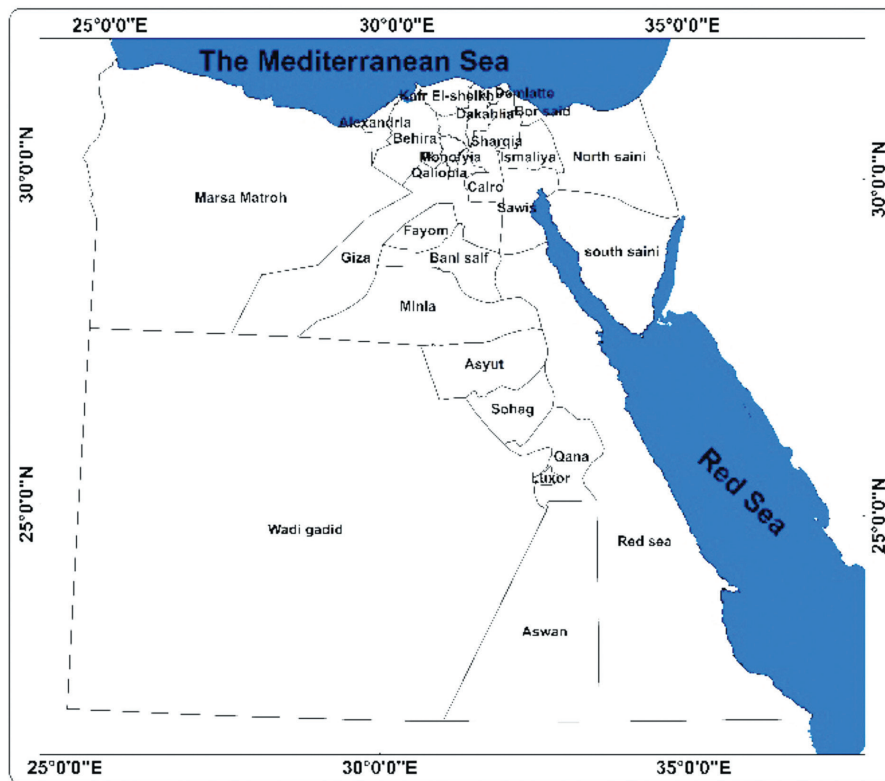 25°0'0"E 30°0'0"E 35°0'0"E
The Mediterranean Sea
Kafr El-sheikh Domiatte
Dakahlia Bor said
Alexandria
Behira Sharqia
Monofyia Ismaliya North saini
30°0'0"N 30°0'0"N
Qaliopia
Cairo
Marsa Matroh
Sawis
Fayom
Giza Bani saif south saini
Minia
Asyut
Sohag
Qana
Luxor
Red Sea
25°0'0"N 25°0'0"N
Wadi gadid
Red sea
Aswan
25°0'0"E 30°0'0"E 35°0'0"E